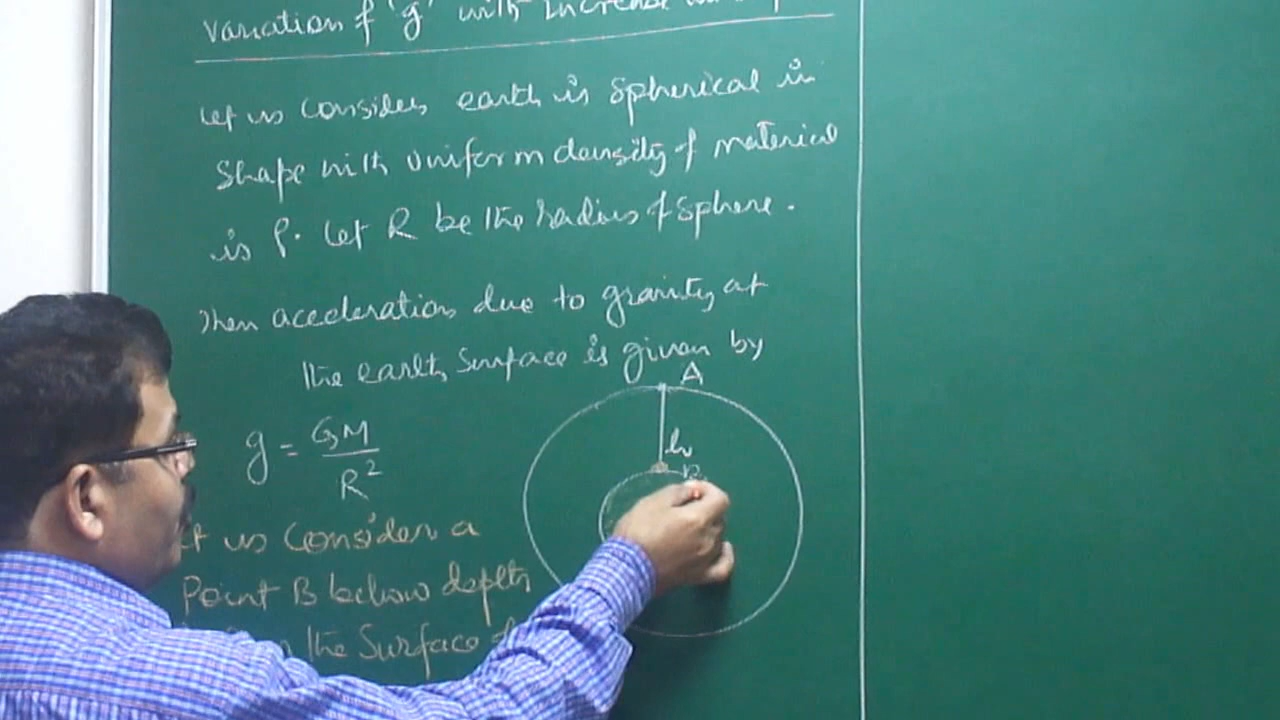 Variation of 'g' with increase in
Let us consider earth is Spherical in
Shape with uniform density of material
is ρ. Let R be the radius of sphere.
Then acceleration due to gravity at
the earth surface is given by
A
g = GM
R²
h
B
us Consider a
Point B below depth
the Surface